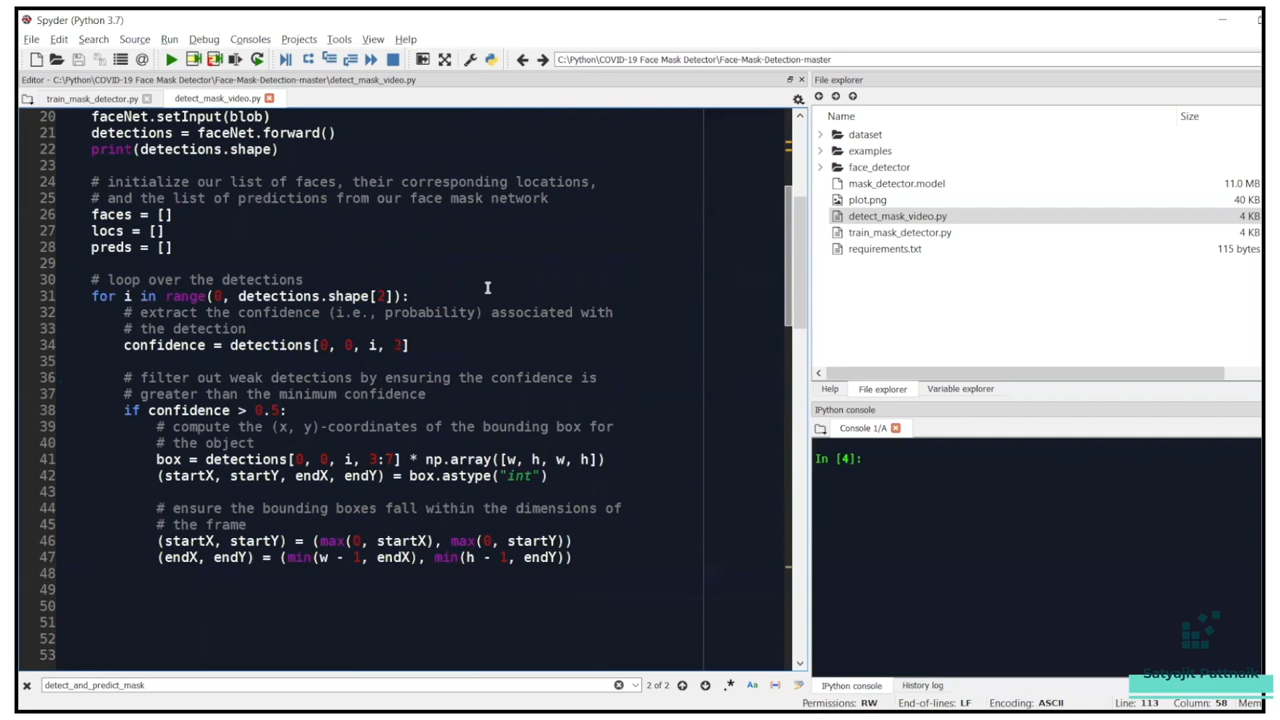 Spyder (Python 3.7)
File Edit Search Source Run Debug Consoles Projects Tools View Help
C:\Python\COVID-19 Face Mask Detector\Face-Mask-Detection-master
Editor - C:\Python\COVID-19 Face Mask Detector\Face-Mask-Detection-master\detect_mask_video.py
train_mask_detector.py detect_mask_video.py
20 faceNet.setInput(blob)
21 detections = faceNet.forward()
22 print(detections.shape)
23
24 # initialize our list of faces, their corresponding locations,
25 # and the list of predictions from our face mask network
26 faces = []
27 locs = []
28 preds = []
29
30 # loop over the detections
31 for i in range(0, detections.shape[2]):
32 # extract the confidence (i.e., probability) associated with
33 # the detection
34 confidence = detections[0, 0, i, 2]
35
36 # filter out weak detections by ensuring the confidence is
37 # greater than the minimum confidence
38 if confidence > 0.5:
39 # compute the (x, y)-coordinates of the bounding box for
40 # the object
41 box = detections[0, 0, i, 3:7] * np.array([w, h, w, h])
42 (startX, startY, endX, endY) = box.astype("int")
43
44 # ensure the bounding boxes fall within the dimensions of
45 # the frame
46 (startX, startY) = (max(0, startX), max(0, startY))
47 (endX, endY) = (min(w - 1, endX), min(h - 1, endY))
48
49
50
51
52
53
detect_and_predict_mask 2 of 2 .* Aa
File explorer
Name Size
dataset
examples
face_detector
mask_detector.model 11.0 MB
plot.png 40 KB
detect_mask_video.py 4 KB
train_mask_detector.py 4 KB
requirements.txt 115 bytes
Help File explorer Variable explorer
IPython console
Console 1/A
In [4]:
Satyajit Pattnaik
IPython console History log
Permissions: RW End-of-lines: LF Encoding: ASCII Line: 113 Column: 58 Mem